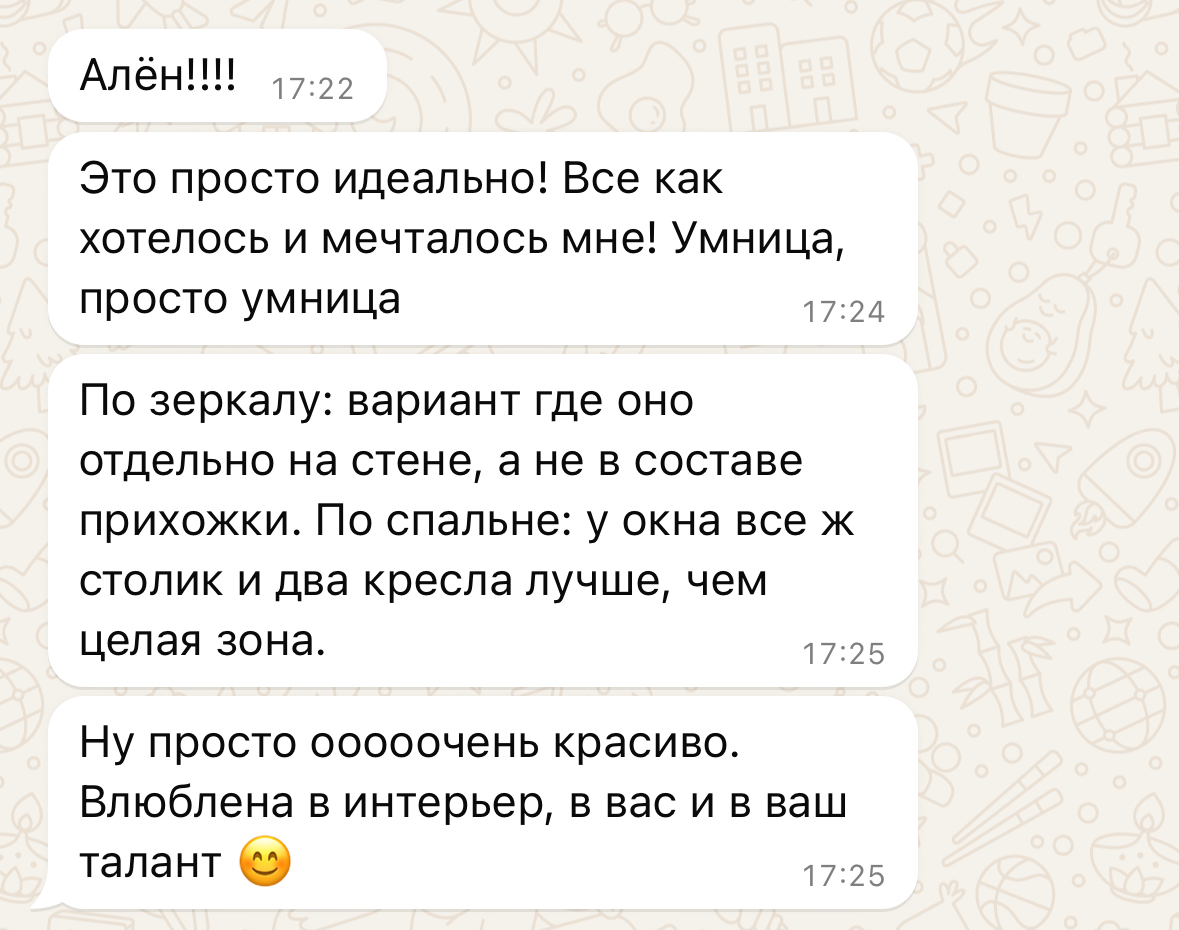 Алён!!!! 17:22
Это просто идеально! Все как
хотелось и мечталось мне! Умница,
просто умница 17:24
По зеркалу: вариант где оно
отдельно на стене, а не в составе
прихожки. По спальне: у окна все ж
столик и два кресла лучше, чем
целая зона. 17:25
Ну просто ооооочень красиво.
Влюблена в интерьер, в вас и в ваш
талант 😊 17:25